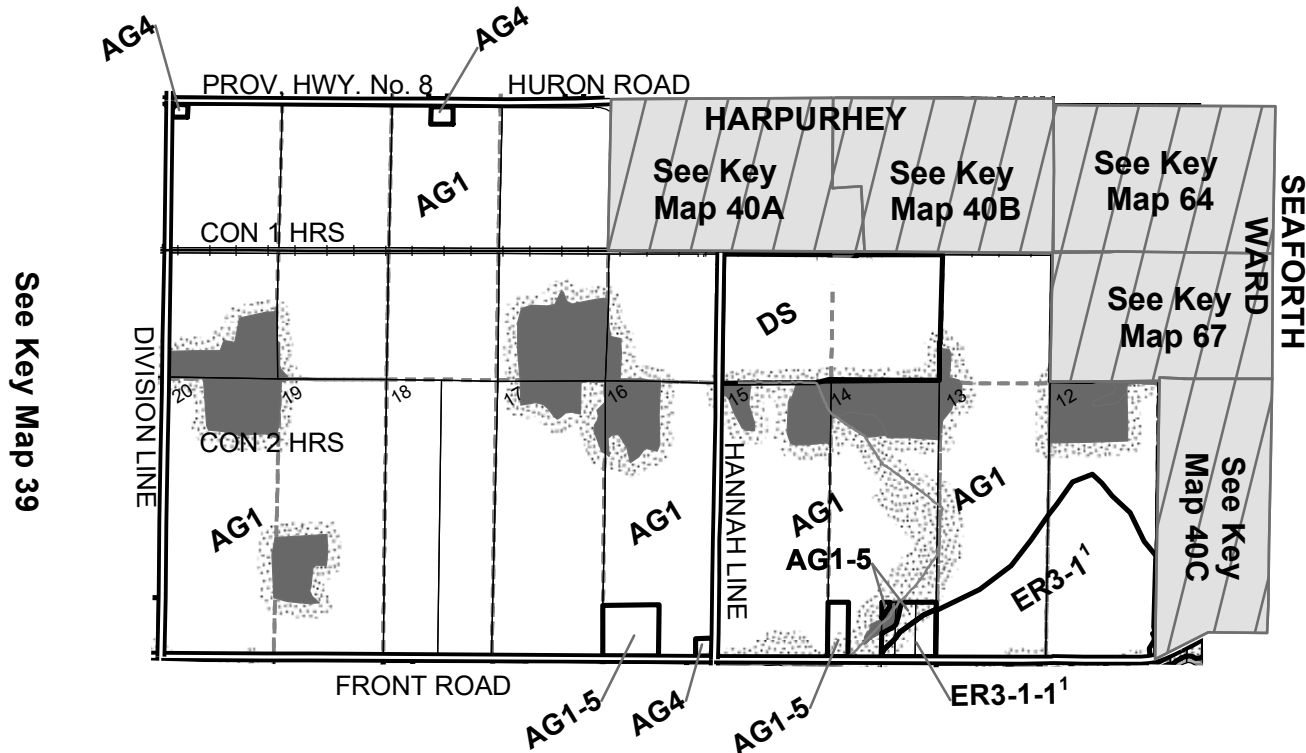 AG4
AG4
PROV. HWY. No. 8
HURON ROAD
HARPURHEY
See Key
Map 40A
See Key
Map 40B
See Key
Map 64
SEAFORTH
WARD
AG1
CON 1 HRS
See Key
Map 67
DS
See Key Map 39
DIVISION LINE
20
19
18
17
16
15
14
13
12
CON 2 HRS
HANNAH LINE
See Key
Map 40C
AG1
AG1
AG1
AG1
AG1-5
ER3-1¹
FRONT ROAD
AG1-5
AG4
AG1-5
ER3-1-1¹